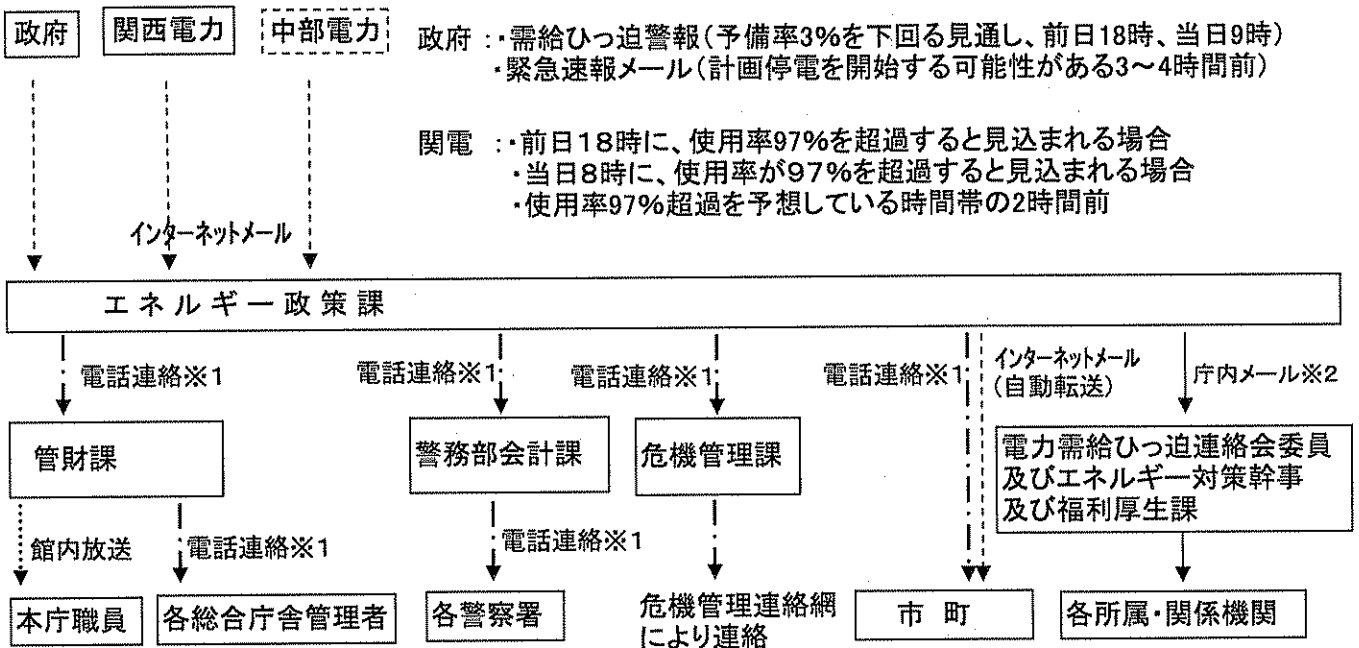 政府
関西電力
中部電力
政府 :・需給ひっ迫警報(予備率3%を下回る見通し、前日18時、当日9時)
・緊急速報メール(計画停電を開始する可能性がある3〜4時間前)
関電 :・前日18時に、使用率97%を超過すると見込まれる場合
・当日8時に、使用率が97%を超過すると見込まれる場合
・使用率97%超過を予想している時間帯の2時間前
インターネットメール
エネルギー政策課
電話連絡※1
電話連絡※1
電話連絡※1
電話連絡※1
インターネットメール
(自動転送)
庁内メール※2
管財課
警務部会計課
危機管理課
電力需給ひっ迫連絡会委員
及びエネルギー対策幹事
及び福利厚生課
館内放送
電話連絡※1
電話連絡※1
本庁職員
各総合庁舎管理者
各警察署
危機管理連絡網
により連絡
市 町
各所属・関係機関